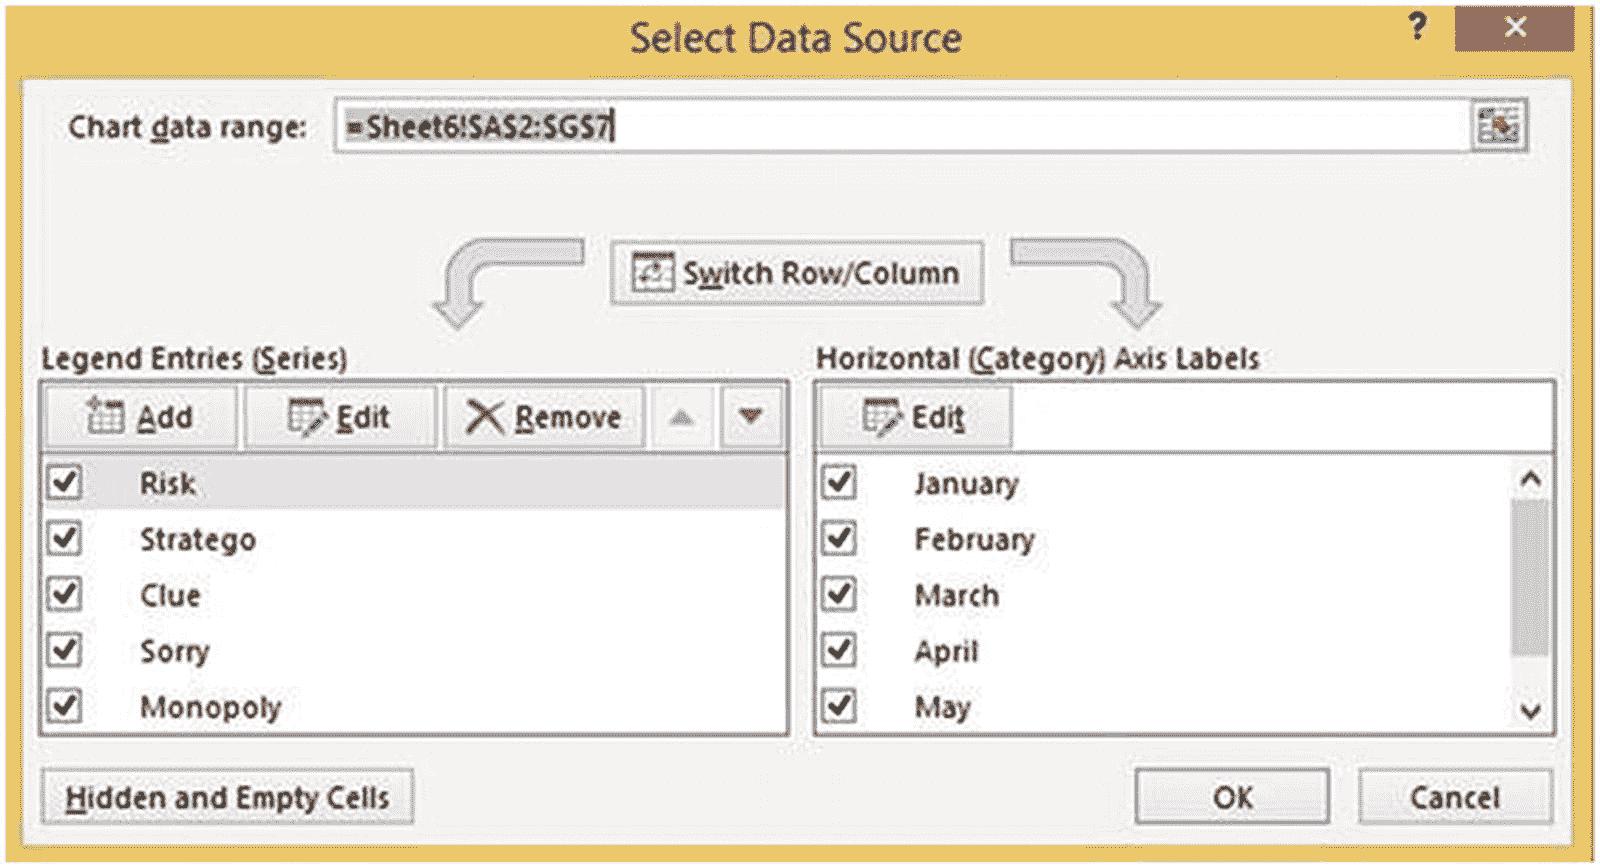 Select Data Source
?
Chart data range: =Sheet6!$A$2:$G$7
Switch Row/Column
Legend Entries (Series)
Horizontal (Category) Axis Labels
Add Edit Remove
Edit
Risk
Stratego
Clue
Sorry
Monopoly
January
February
March
April
May
Hidden and Empty Cells
OK
Cancel